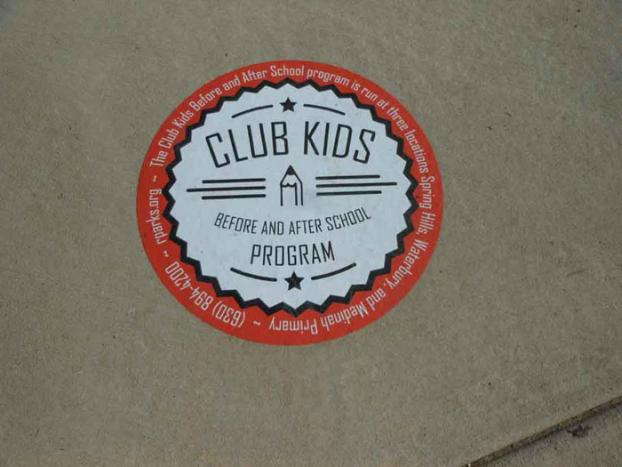 CLUB KIDS
BEFORE AND AFTER SCHOOL
PROGRAM
The Club Kids Before and After School program is run at three locations Spring Hills, Waterbury, and Medinah Primary ~ (630) 894-4200 ~ rparks.org ~